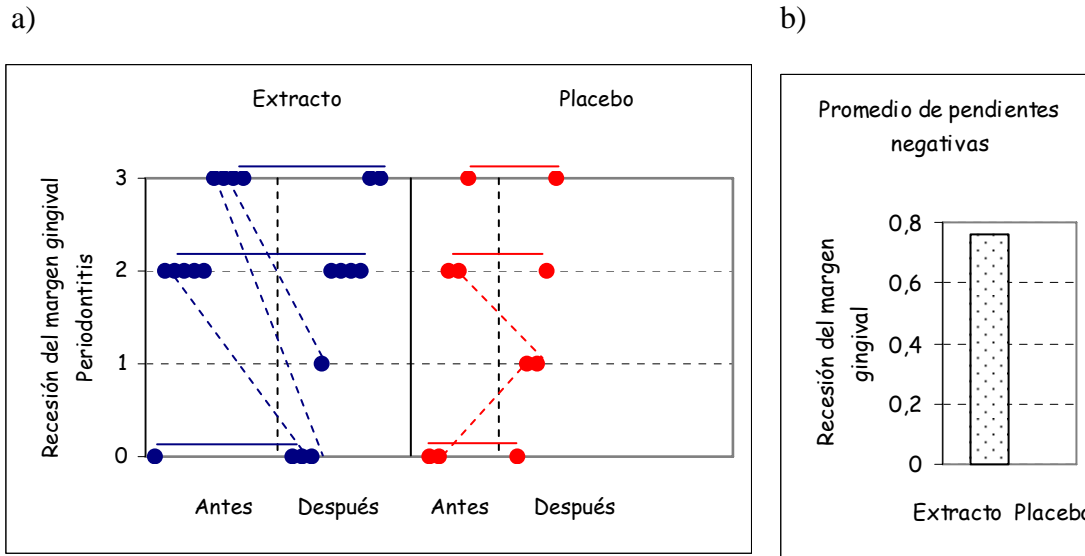 a)
b)
Extracto
Placebo
Recesión del margen gingival
Periodontitis
3
2
1
0
Antes
Después
Antes
Después
Promedio de pendientes
negativas
Recesión del margen
gingival
0,8
0,6
0,4
0,2
0
Extracto Placebo